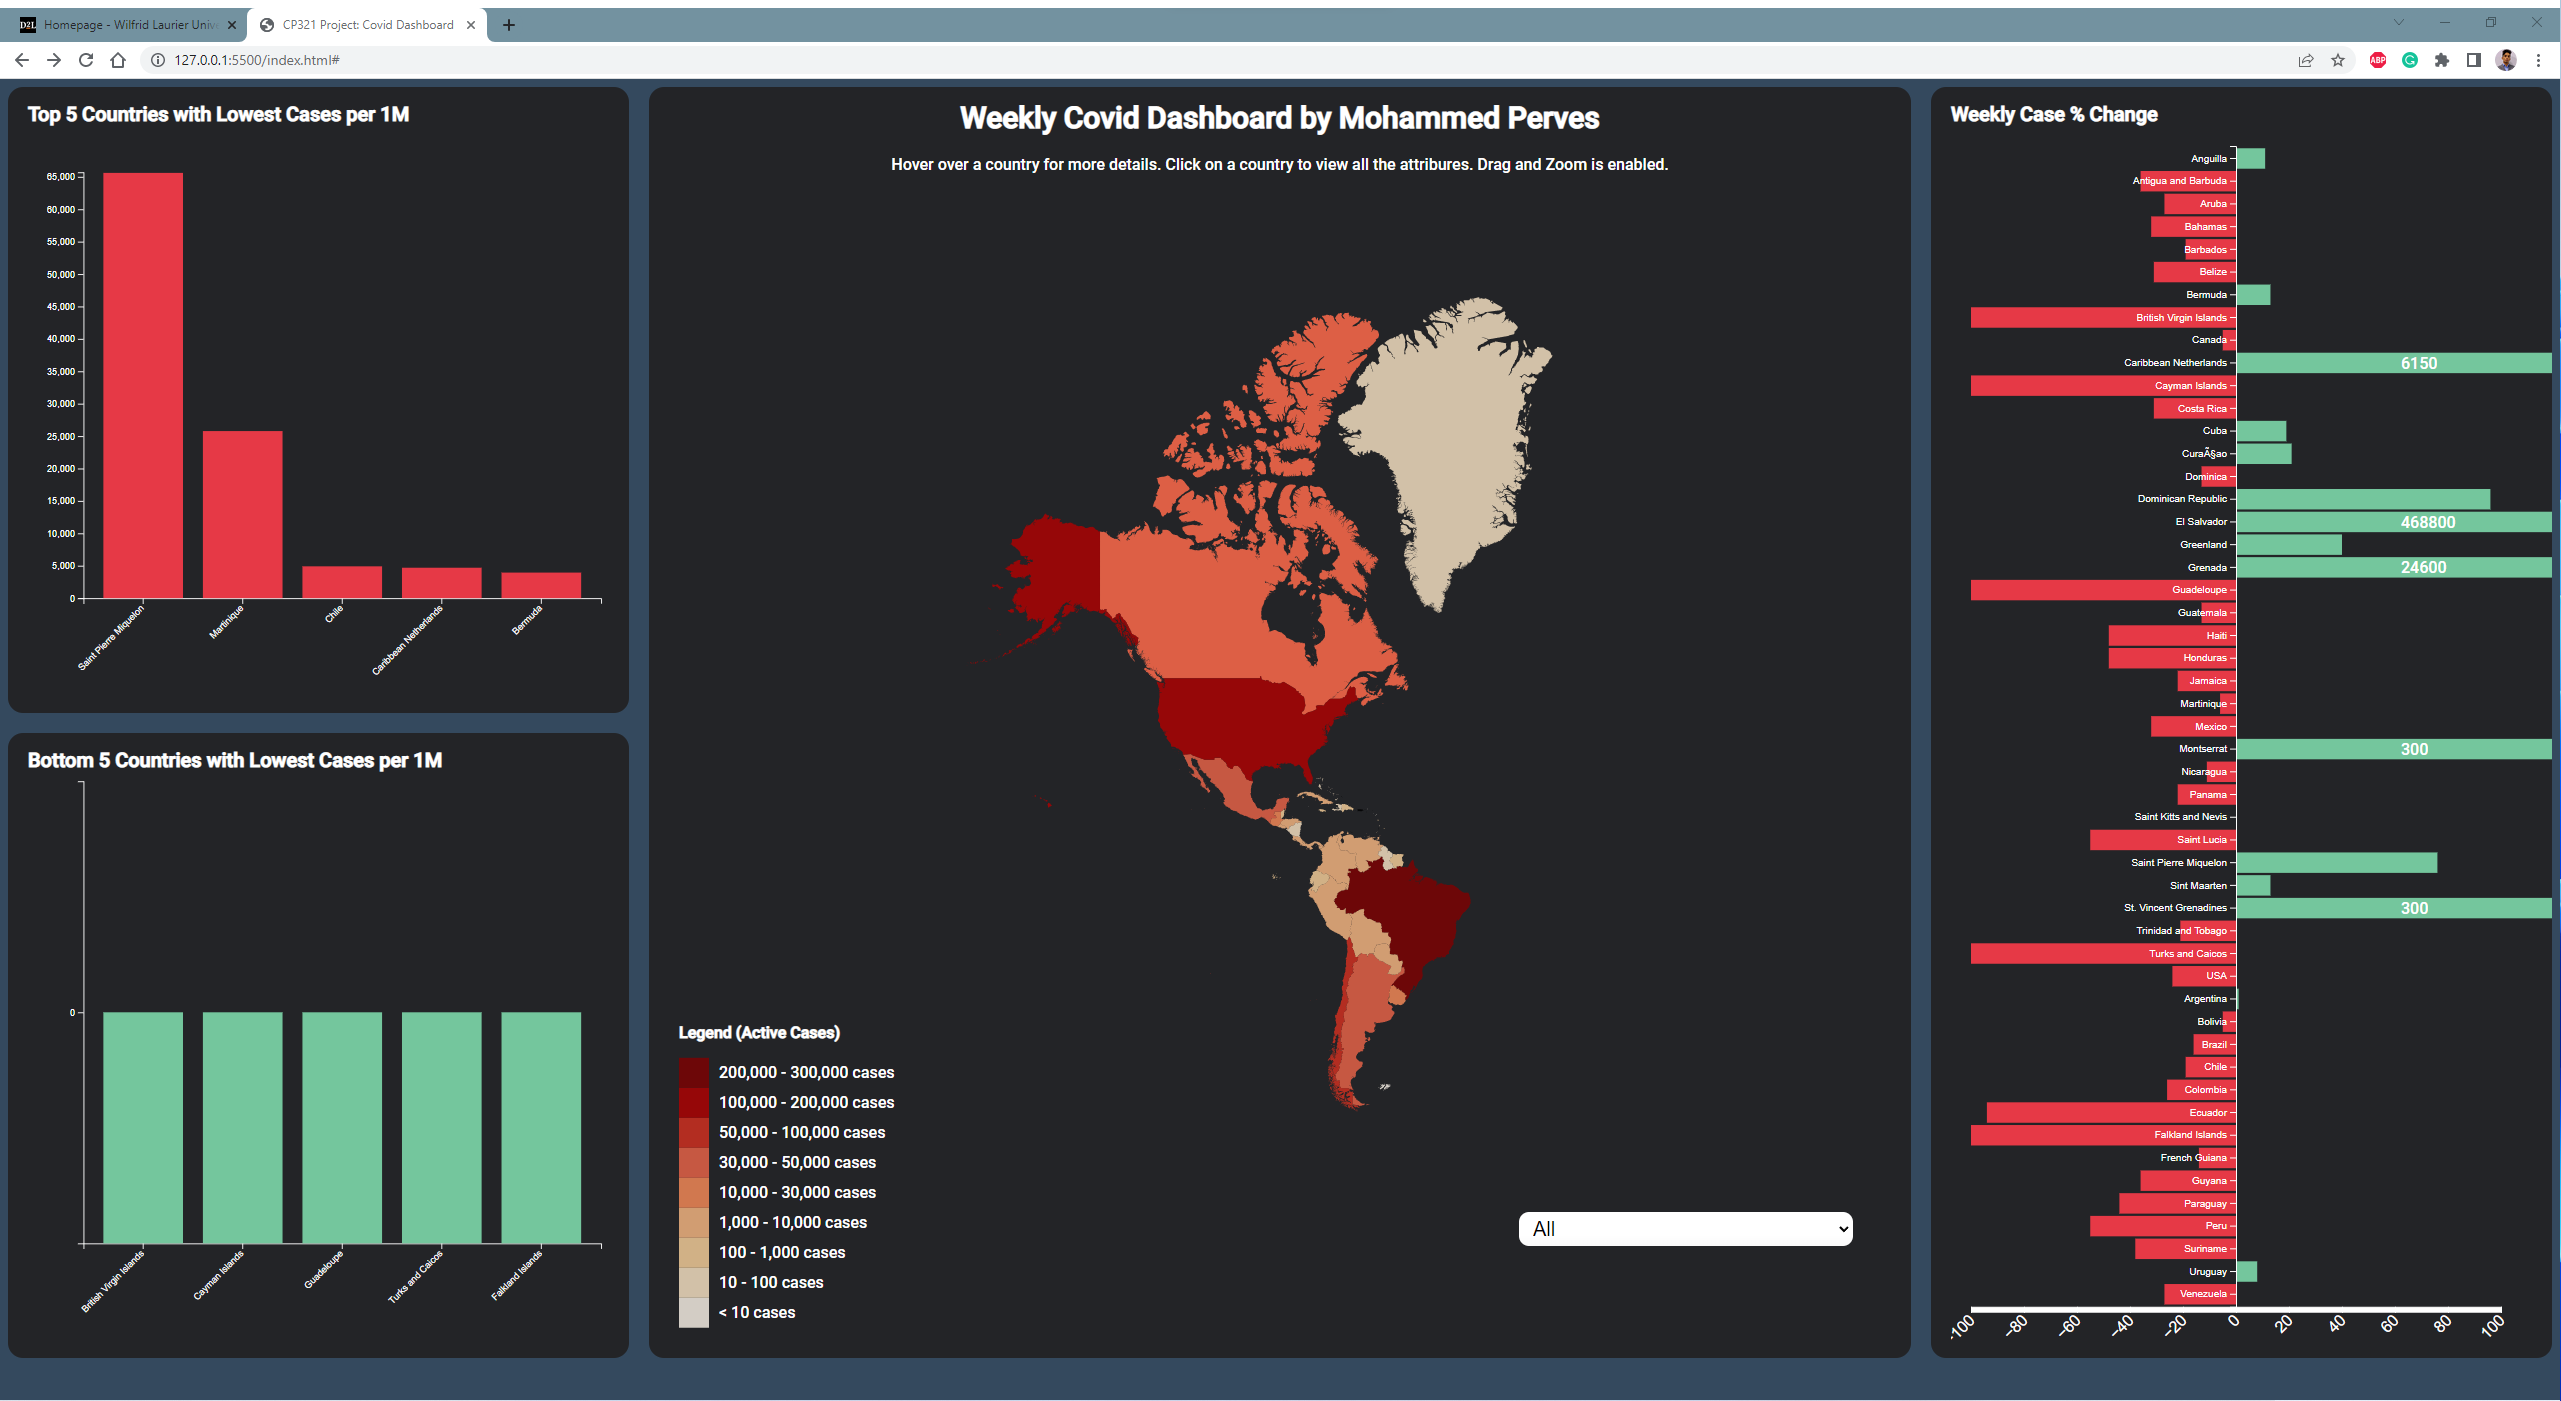 Homepage - Wilfrid Laurier Univ
CP321 Project: Covid Dashboard
127.0.0.1:5500/index.html#
ABP
Top 5 Countries with Lowest Cases per 1M
65,000
60,000
55,000
50,000
45,000
40,000
35,000
30,000
25,000
20,000
15,000
10,000
5,000
0
Saint Pierre Miquelon
Martinique
Chile
Caribbean Netherlands
Bermuda
Bottom 5 Countries with Lowest Cases per 1M
0
British Virgin Islands
Cayman Islands
Guadeloupe
Turks and Caicos
Falkland Islands
Weekly Covid Dashboard by Mohammed Perves
Hover over a country for more details. Click on a country to view all the attribures. Drag and Zoom is enabled.
Legend (Active Cases)
200,000 - 300,000 cases
100,000 - 200,000 cases
50,000 - 100,000 cases
30,000 - 50,000 cases
10,000 - 30,000 cases
1,000 - 10,000 cases
100 - 1,000 cases
10 - 100 cases
< 10 cases
All
Weekly Case % Change
Anguilla
Antigua and Barbuda
Aruba
Bahamas
Barbados
Belize
Bermuda
British Virgin Islands
Canada
Caribbean Netherlands 6150
Cayman Islands
Costa Rica
Cuba
CuraÃ§ao
Dominica
Dominican Republic
El Salvador 468800
Greenland
Grenada 24600
Guadeloupe
Guatemala
Haiti
Honduras
Jamaica
Martinique
Mexico
Montserrat 300
Nicaragua
Panama
Saint Kitts and Nevis
Saint Lucia
Saint Pierre Miquelon
Sint Maarten
St. Vincent Grenadines 300
Trinidad and Tobago
Turks and Caicos
USA
Argentina
Bolivia
Brazil
Chile
Colombia
Ecuador
Falkland Islands
French Guiana
Guyana
Paraguay
Peru
Suriname
Uruguay
Venezuela
-100 −80 −60 −40 −20 0 20 40 60 80 100